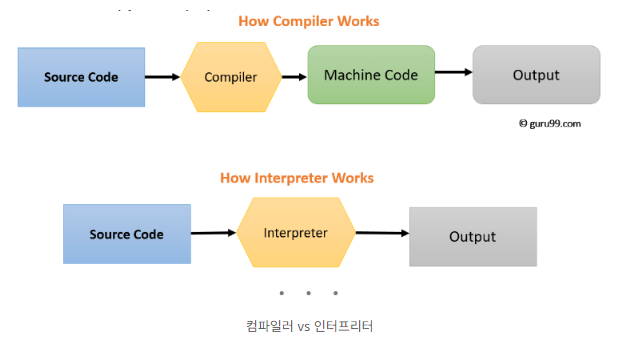 How Compiler Works
Source Code
Compiler
Machine Code
Output
© guru99.com
How Interpreter Works
Source Code
Interpreter
Output
컴파일러 vs 인터프리터